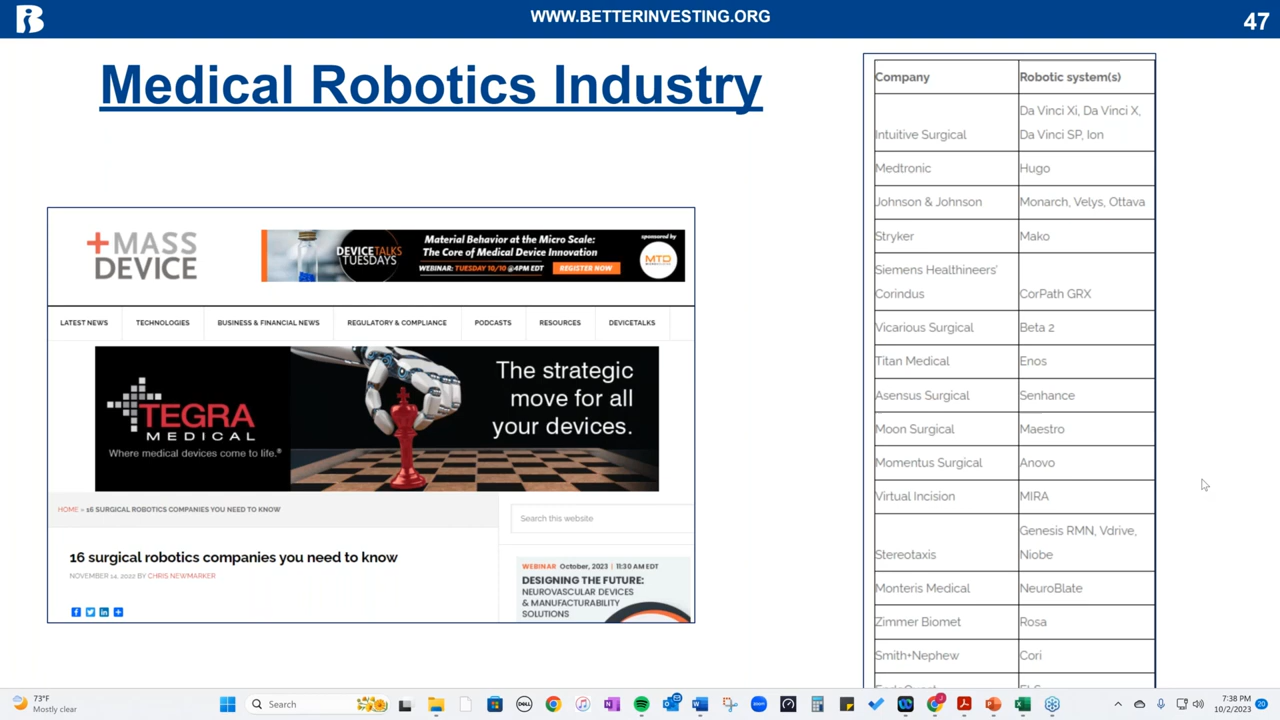 WWW.BETTERINVESTING.ORG
47
Medical Robotics Industry
+MASS
DEVICE
DEVICETALKS
TUESDAYS
Material Behavior at the Micro Scale:
The Core of Medical Device Innovation
WEBINAR: TUESDAY 10/10 @4PM EDT
REGISTER NOW
sponsored by
MTD
LATEST NEWS
TECHNOLOGIES
BUSINESS & FINANCIAL NEWS
REGULATORY & COMPLIANCE
PODCASTS
RESOURCES
DEVICETALKS
TEGRA
MEDICAL
Where medical devices come to life.®
The strategic
move for all
your devices.
HOME » 16 SURGICAL ROBOTICS COMPANIES YOU NEED TO KNOW
Search this website
16 surgical robotics companies you need to know
NOVEMBER 14, 2022 BY CHRIS NEWMARKER
WEBINAR October, 2023 | 11:30 AM EDT
DESIGNING THE FUTURE:
NEUROVASCULAR DEVICES
& MANUFACTURABILITY
SOLUTIONS
Company Robotic system(s)
Da Vinci Xi, Da Vinci X,
Intuitive Surgical Da Vinci SP, Ion
Medtronic Hugo
Johnson & Johnson Monarch, Velys, Ottava
Stryker Mako
Siemens Healthineers'
Corindus CorPath GRX
Vicarious Surgical Beta 2
Titan Medical Enos
Asensus Surgical Senhance
Moon Surgical Maestro
Momentus Surgical Anovo
Virtual Incision MIRA
Genesis RMN, Vdrive,
Stereotaxis Niobe
Monteris Medical NeuroBlate
Zimmer Biomet Rosa
Smith+Nephew Cori
73°F
Mostly clear
Search
DELL
zoom
7:38 PM
10/2/2023
20